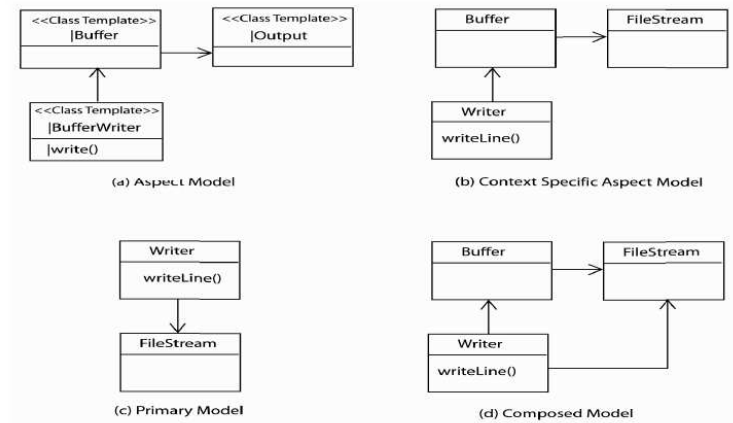 <<Class Template>>
|Buffer
<<Class Template>>
|Output
<<Class Template>>
|BufferWriter
|write()
(a) Aspect Model
Buffer
FileStream
Writer
writeLine()
(b) Context Specific Aspect Model
Writer
writeLine()
FileStream
(c) Primary Model
Buffer
FileStream
Writer
writeLine()
(d) Composed Model